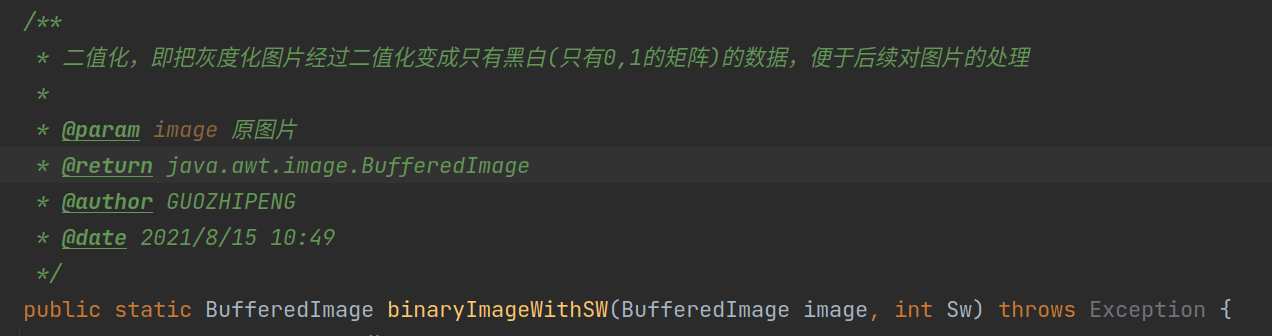 /**
* 二值化，即把灰度化图片经过二值化变成只有黑白(只有0,1的矩阵)的数据，便于后续对图片的处理
*
* @param image 原图片
* @return java.awt.image.BufferedImage
* @author GUOZHIPENG
* @date 2021/8/15 10:49
*/
public static BufferedImage binaryImageWithSW(BufferedImage image, int Sw) throws Exception {